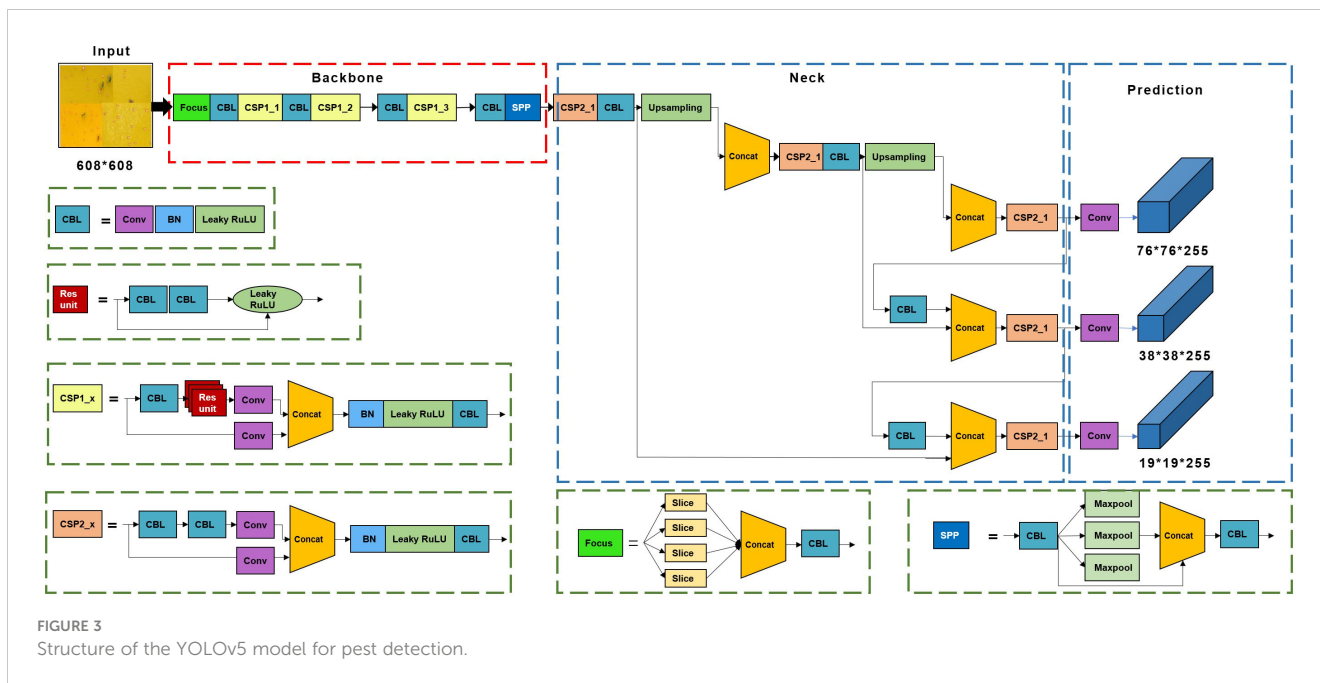 Input
Backbone
Neck
Prediction
Focus CBL CSP1_1 CBL CSP1_2 CBL CSP1_3 CBL SPP CSP2_1 CBL Upsampling
608*608
Concat CSP2_1 CBL Upsampling
Concat CSP2_1 Conv
76*76*255
CBL = Conv BN Leaky RuLU
CBL Concat CSP2_1 Conv
38*38*255
Res unit = CBL CBL Leaky RuLU
CBL Concat CSP2_1 Conv
19*19*255
CSP1_x = CBL Res unit Conv Concat BN Leaky RuLU CBL
Conv
CSP2_x = CBL CBL Conv Concat BN Leaky RuLU CBL
Conv
Focus = Slice Slice Slice Slice Concat CBL
SPP = CBL Maxpool Maxpool Maxpool Concat CBL
FIGURE 3
Structure of the YOLOv5 model for pest detection.